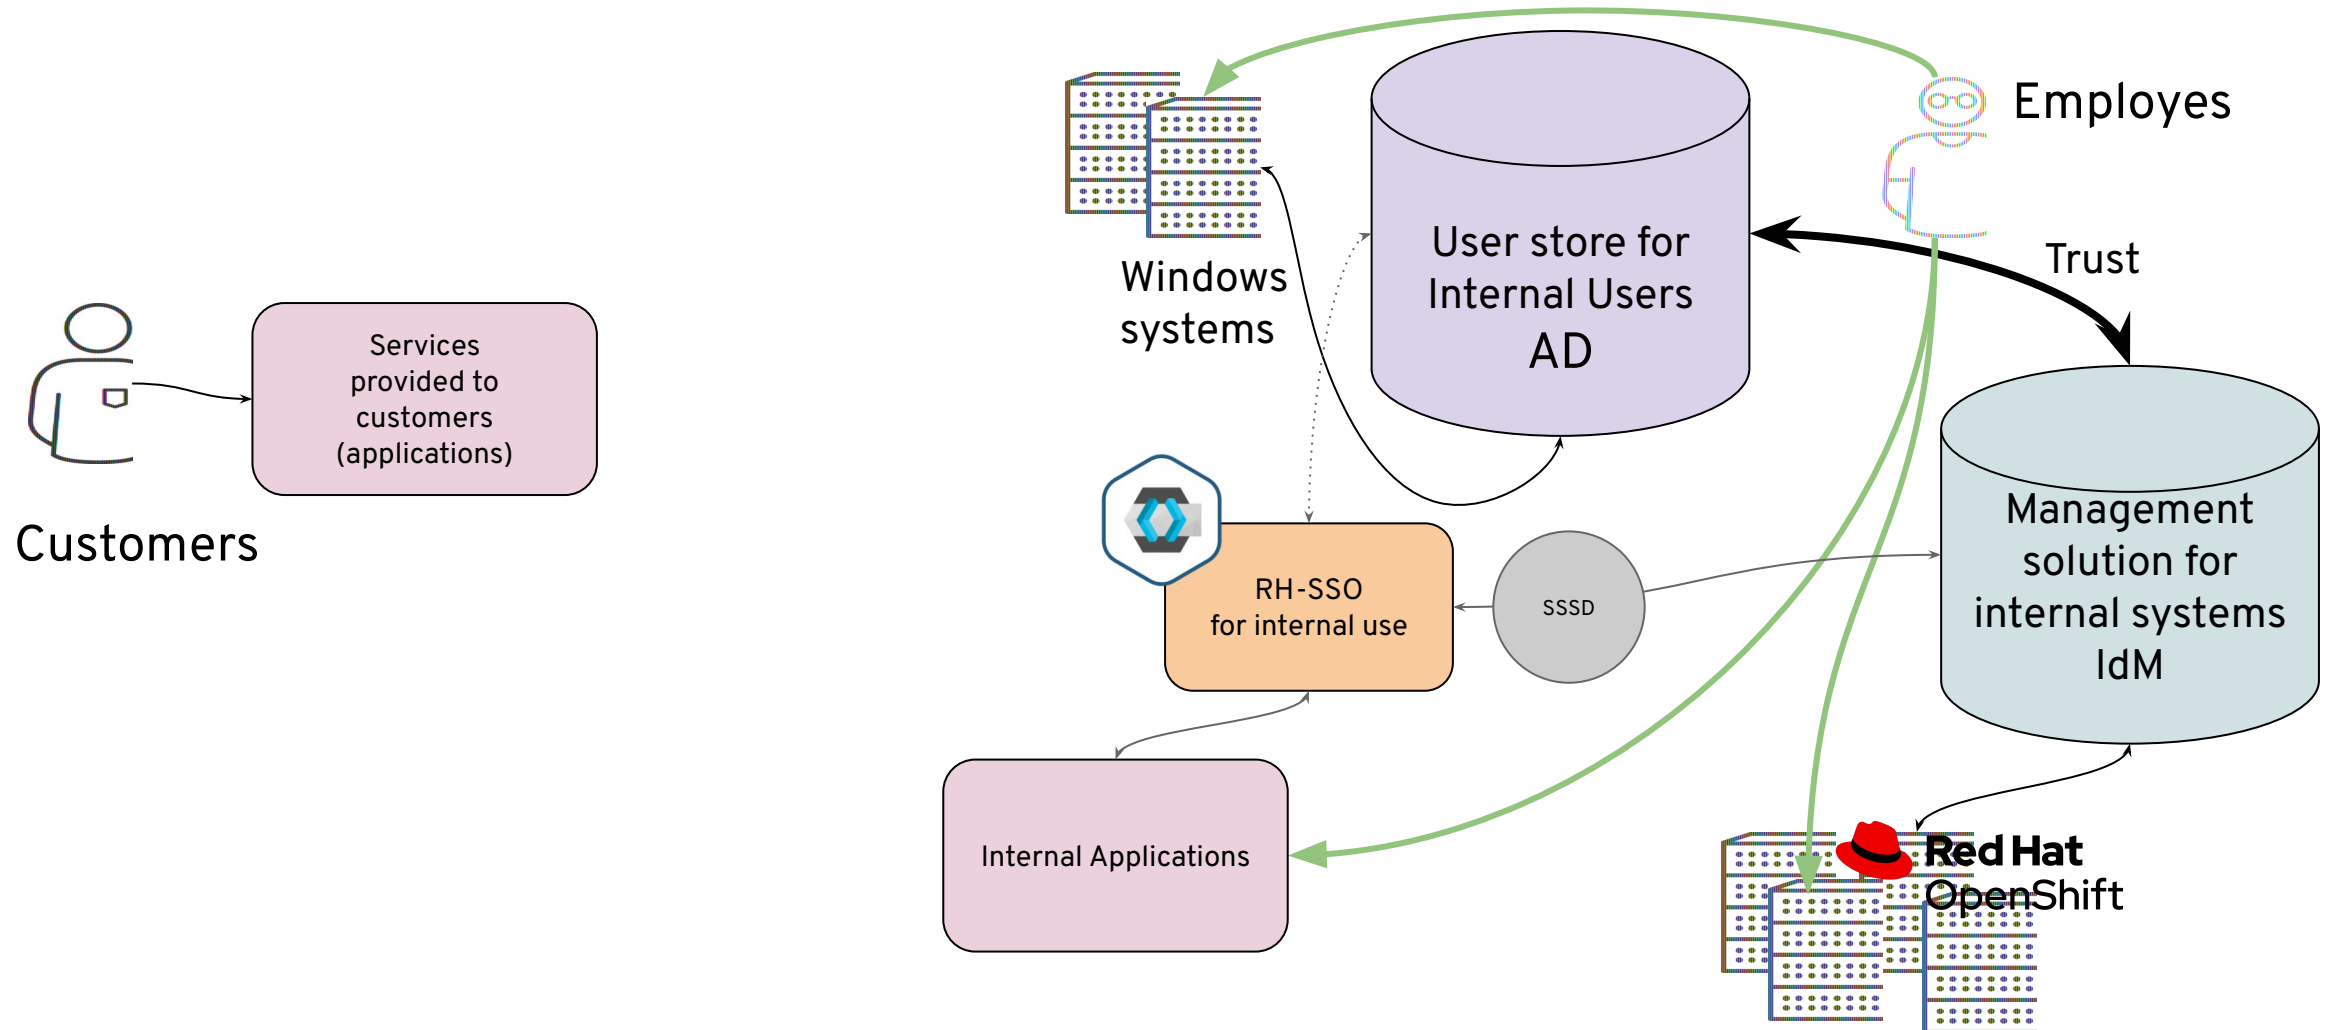 Employes
Trust
User store for
Internal Users
AD
Windows
systems
Services
provided to
customers
(applications)
Customers
Management
solution for
internal systems
IdM
RH-SSO
for internal use
SSSD
Internal Applications
Red Hat
OpenShift